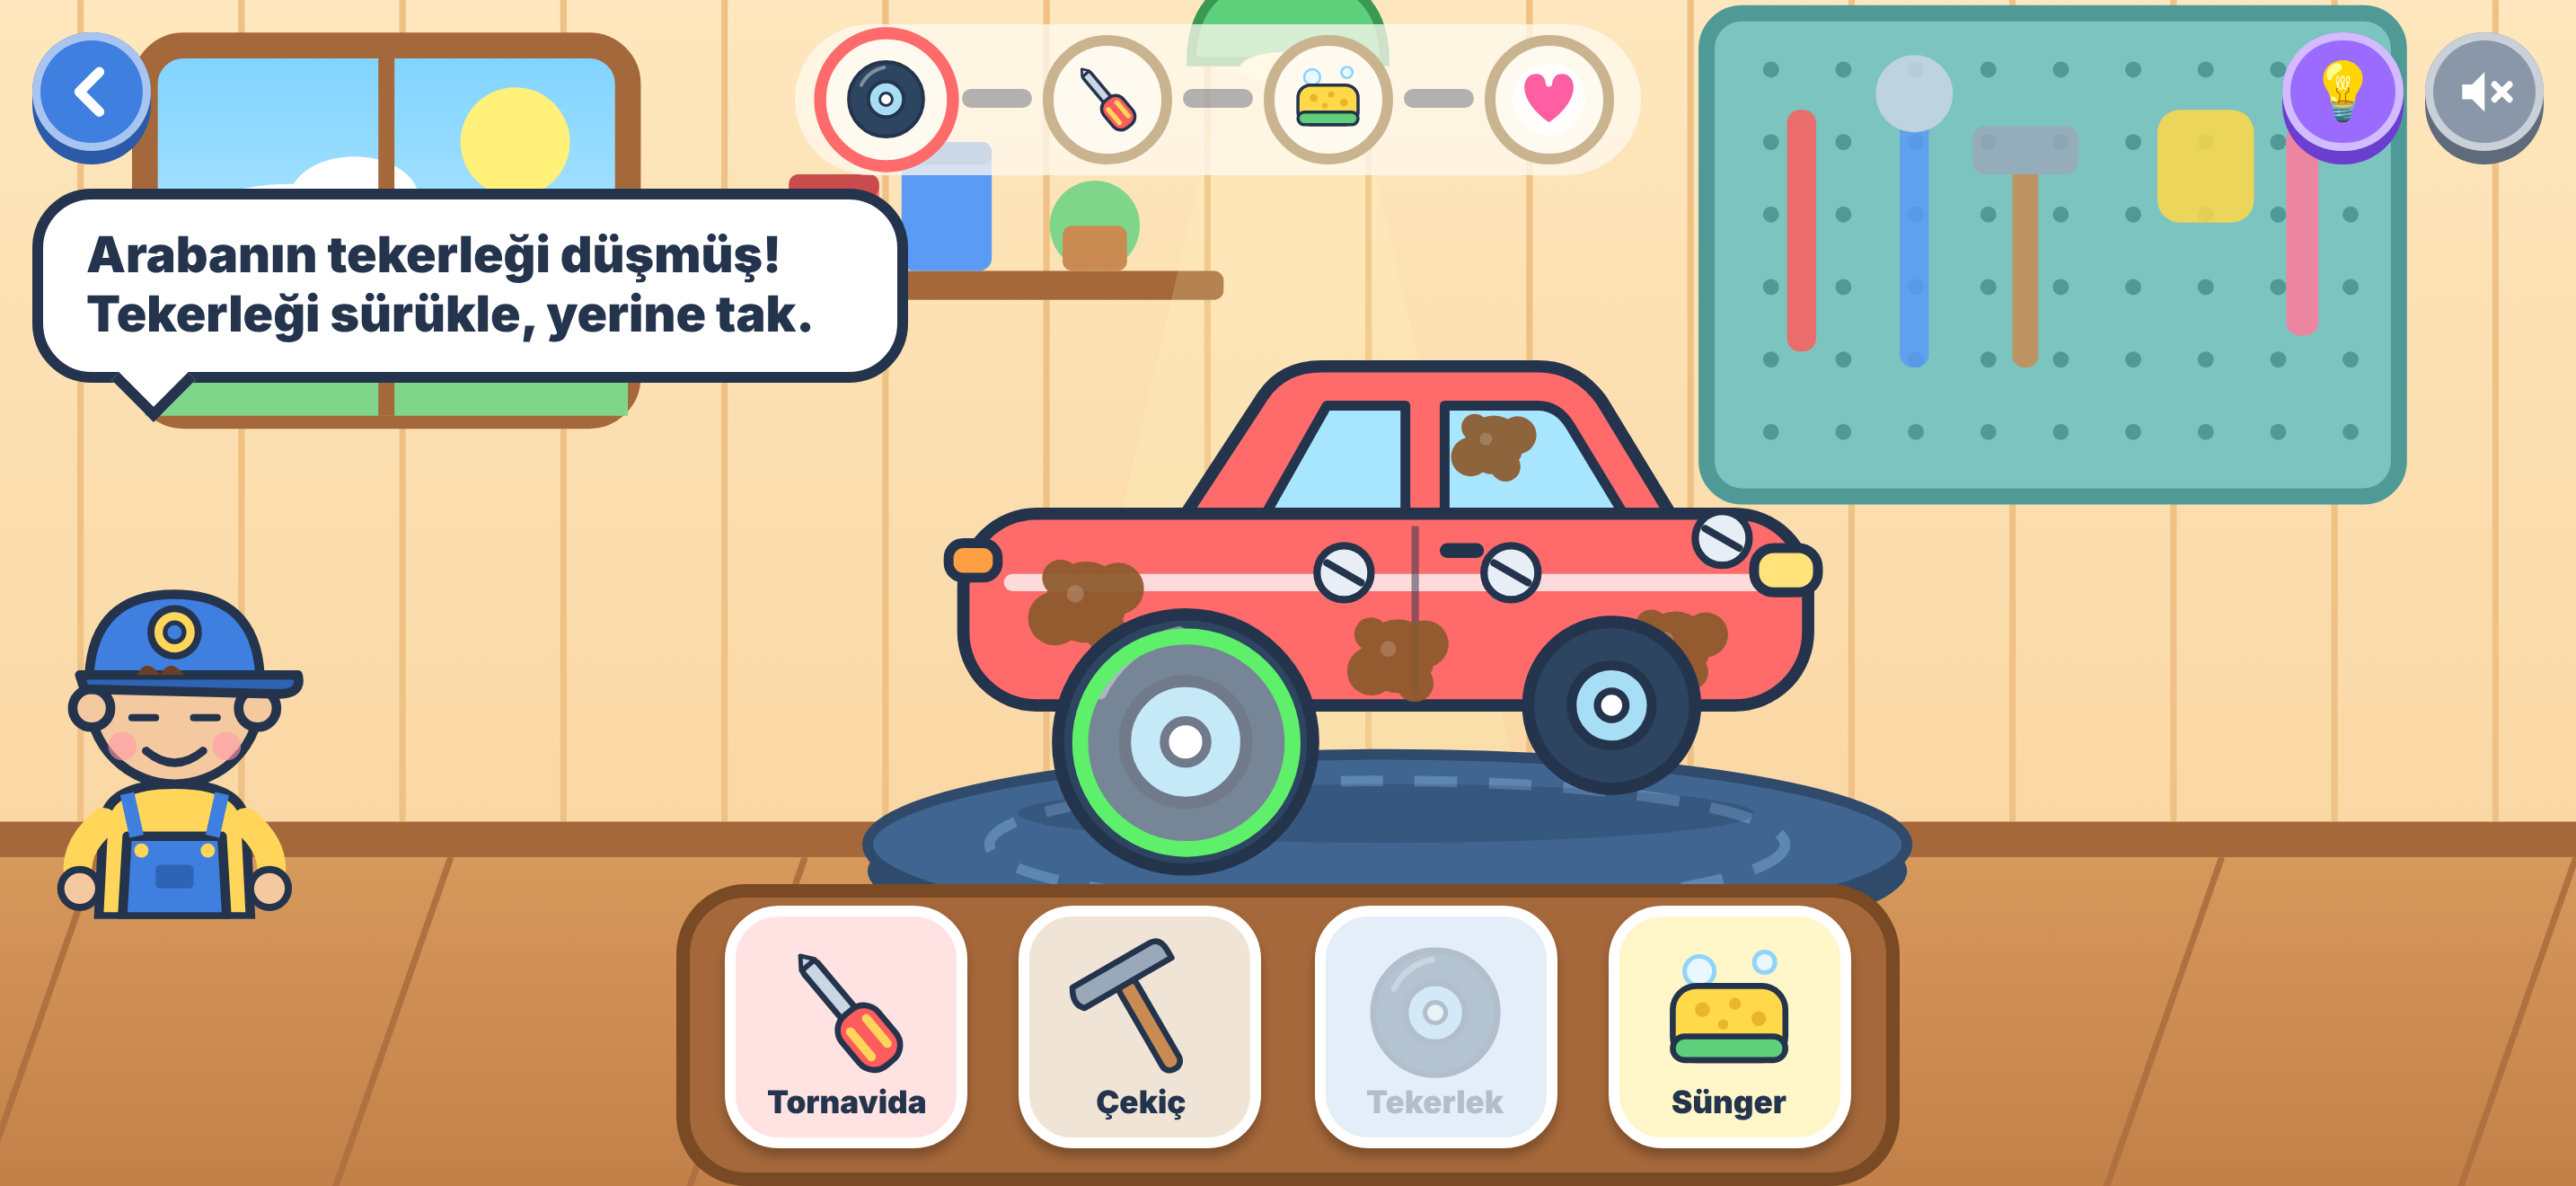 Arabanın tekerleği düşmüş!
Tekerleği sürükle, yerine tak.
Tornavida
Çekiç
Tekerlek
Sünger